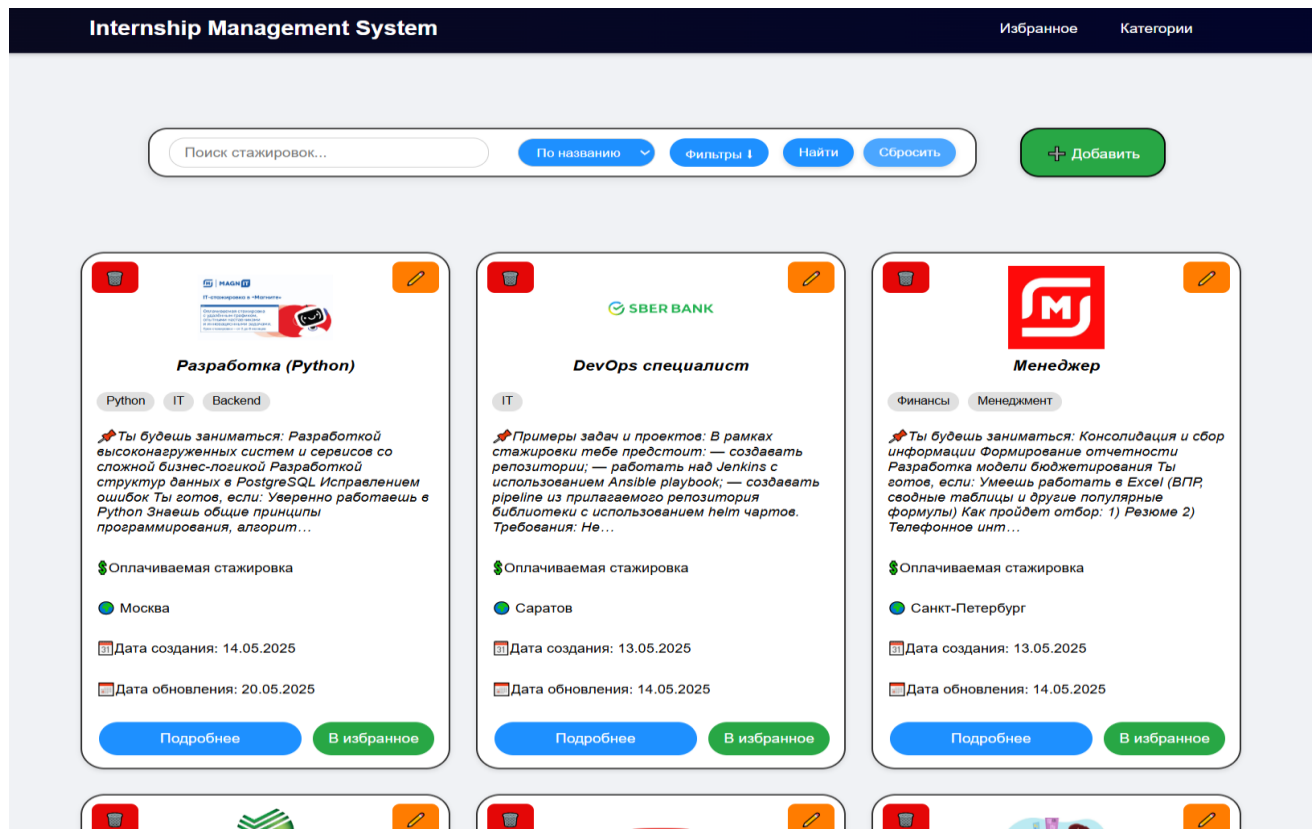 Internship Management System
Избранное
Категории
Поиск стажировок...
По названию
Фильтры ⬇
Найти
Сбросить
➕ Добавить
MAGNIT
IT-стажировка в «Магните»
Разработка (Python)
Python
IT
Backend
📌Ты будешь заниматься: Разработкой
высоконагруженных систем и сервисов со
сложной бизнес-логикой Разработкой
структур данных в PostgreSQL Исправлением
ошибок Ты готов, если: Уверенно работаешь в
Python Знаешь общие принципы
программирования, алгорит…
💲Оплачиваемая стажировка
🌍 Москва
📅Дата создания: 14.05.2025
📅Дата обновления: 20.05.2025
Подробнее
В избранное
SBER BANK
DevOps специалист
IT
📌Примеры задач и проектов: В рамках
стажировки тебе предстоит: — создавать
репозитории; — работать над Jenkins с
использованием Ansible playbook; — создавать
pipeline из прилагаемого репозитория
библиотеки с использованием helm чартов.
Требования: Не…
💲Оплачиваемая стажировка
🌍 Саратов
📅Дата создания: 13.05.2025
📅Дата обновления: 14.05.2025
Подробнее
В избранное
М
Менеджер
Финансы
Менеджмент
📌Ты будешь заниматься: Консолидация и сбор
информации Формирование отчетности
Разработка модели бюджетирования Ты
готов, если: Умеешь работать в Excel (ВПР,
сводные таблицы и другие популярные
формулы) Как пройдет отбор: 1) Резюме 2)
Телефонное инт…
💲Оплачиваемая стажировка
🌍 Санкт-Петербург
📅Дата создания: 13.05.2025
📅Дата обновления: 14.05.2025
Подробнее
В избранное